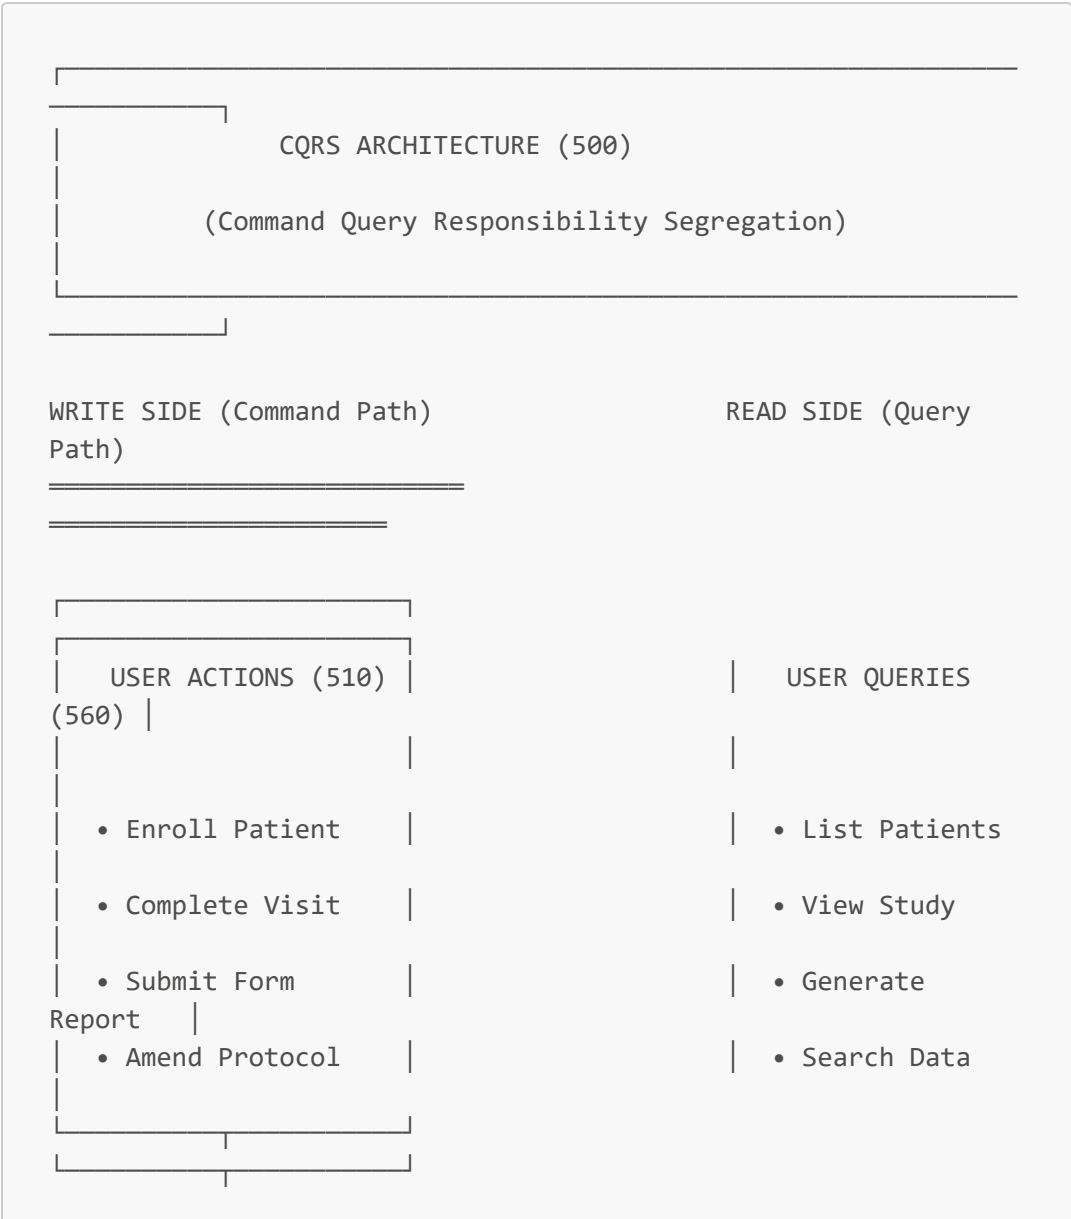 CQRS ARCHITECTURE (500)
(Command Query Responsibility Segregation)
WRITE SIDE (Command Path) READ SIDE (Query
Path)
USER ACTIONS (510) USER QUERIES
(560)
• Enroll Patient • List Patients
• Complete Visit • View Study
• Submit Form • Generate
Report
• Amend Protocol • Search Data